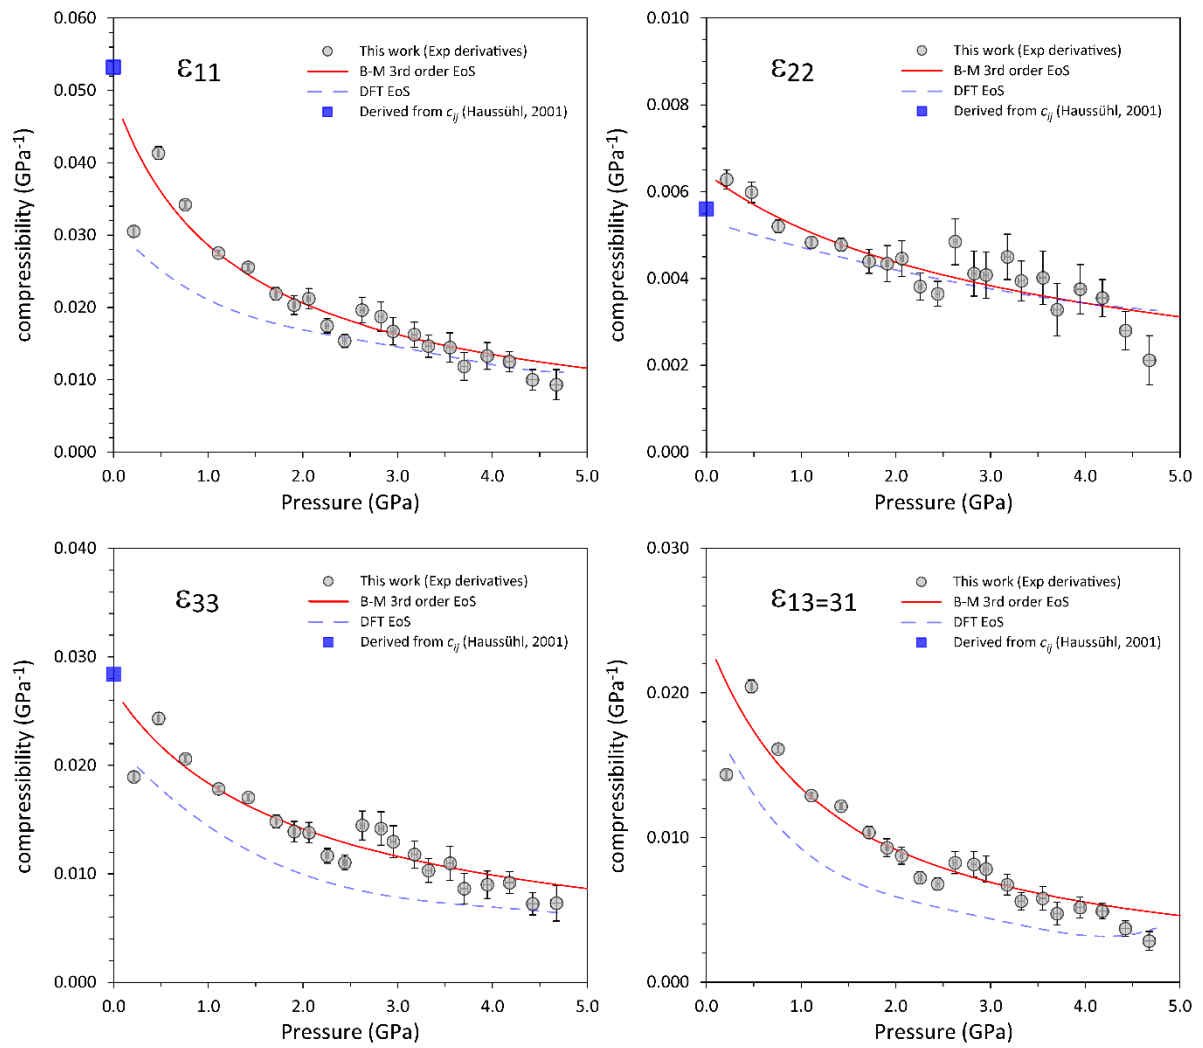 ε11
This work (Exp derivatives)
B-M 3rd order EoS
DFT EoS
Derived from cij (Haussühl, 2001)
0.060
0.050
0.040
0.030
0.020
0.010
0.000
compressibility (GPa-1)
0.0 1.0 2.0 3.0 4.0 5.0
Pressure (GPa)
ε22
This work (Exp derivatives)
B-M 3rd order EoS
DFT EoS
Derived from cij (Haussühl, 2001)
0.010
0.008
0.006
0.004
0.002
0.000
compressibility (GPa-1)
0.0 1.0 2.0 3.0 4.0 5.0
Pressure (GPa)
ε33
This work (Exp derivatives)
B-M 3rd order EoS
DFT EoS
Derived from cij (Haussühl, 2001)
0.040
0.030
0.020
0.010
0.000
compressibility (GPa-1)
0.0 1.0 2.0 3.0 4.0 5.0
Pressure (GPa)
ε13=31
This work (Exp derivatives)
B-M 3rd order EoS
DFT EoS
Derived from cij (Haussühl, 2001)
0.030
0.020
0.010
0.000
compressibility (GPa-1)
0.0 1.0 2.0 3.0 4.0 5.0
Pressure (GPa)